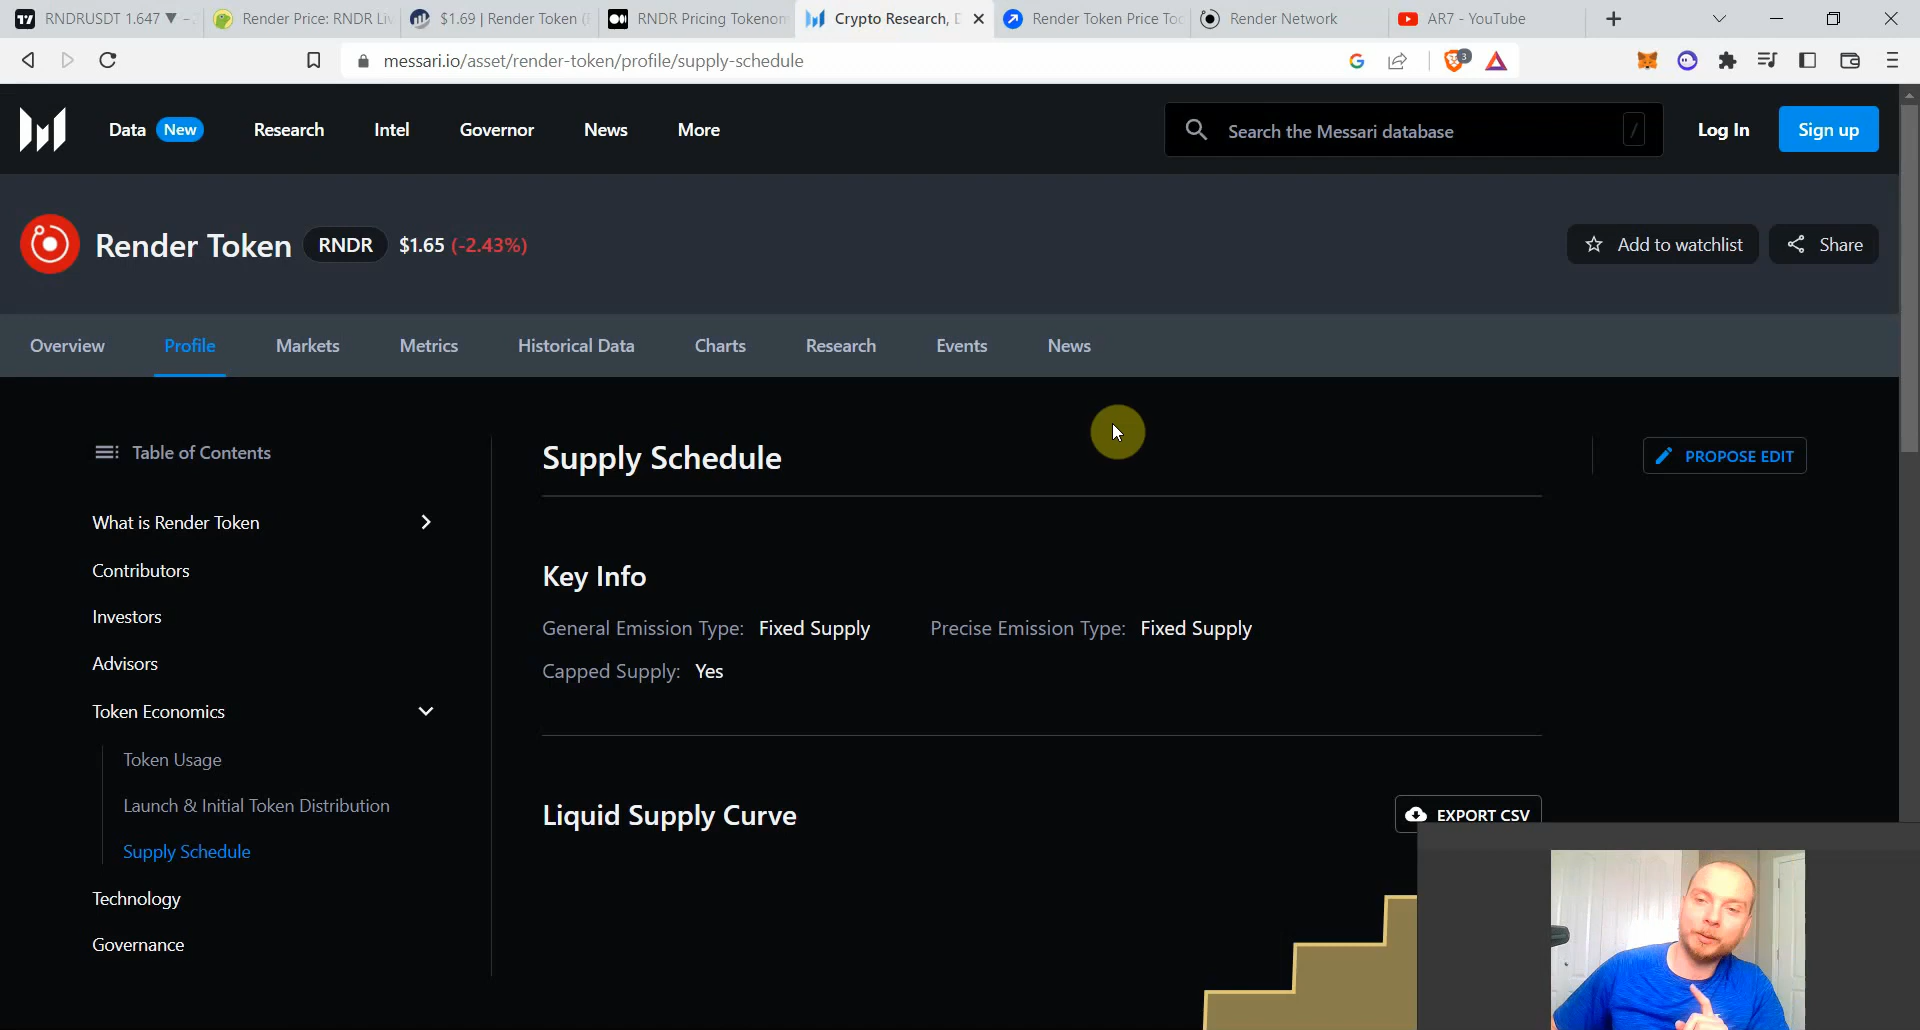 RNDRUSDT 1.647 ▼ –
Render Price: RNDR Liv
$1.69 | Render Token (
RNDR Pricing Tokenom
Crypto Research, D
Render Token Price Too
Render Network
AR7 - YouTube
messari.io/asset/render-token/profile/supply-schedule
3
Data New
Research
Intel
Governor
News
More
Search the Messari database
/
Log In
Sign up
Render Token RNDR $1.65 (-2.43%)
Add to watchlist
Share
Overview
Profile
Markets
Metrics
Historical Data
Charts
Research
Events
News
Table of Contents
What is Render Token
Contributors
Investors
Advisors
Token Economics
Token Usage
Launch & Initial Token Distribution
Supply Schedule
Technology
Governance
Supply Schedule
PROPOSE EDIT
Key Info
General Emission Type: Fixed Supply
Precise Emission Type: Fixed Supply
Capped Supply: Yes
Liquid Supply Curve
EXPORT CSV